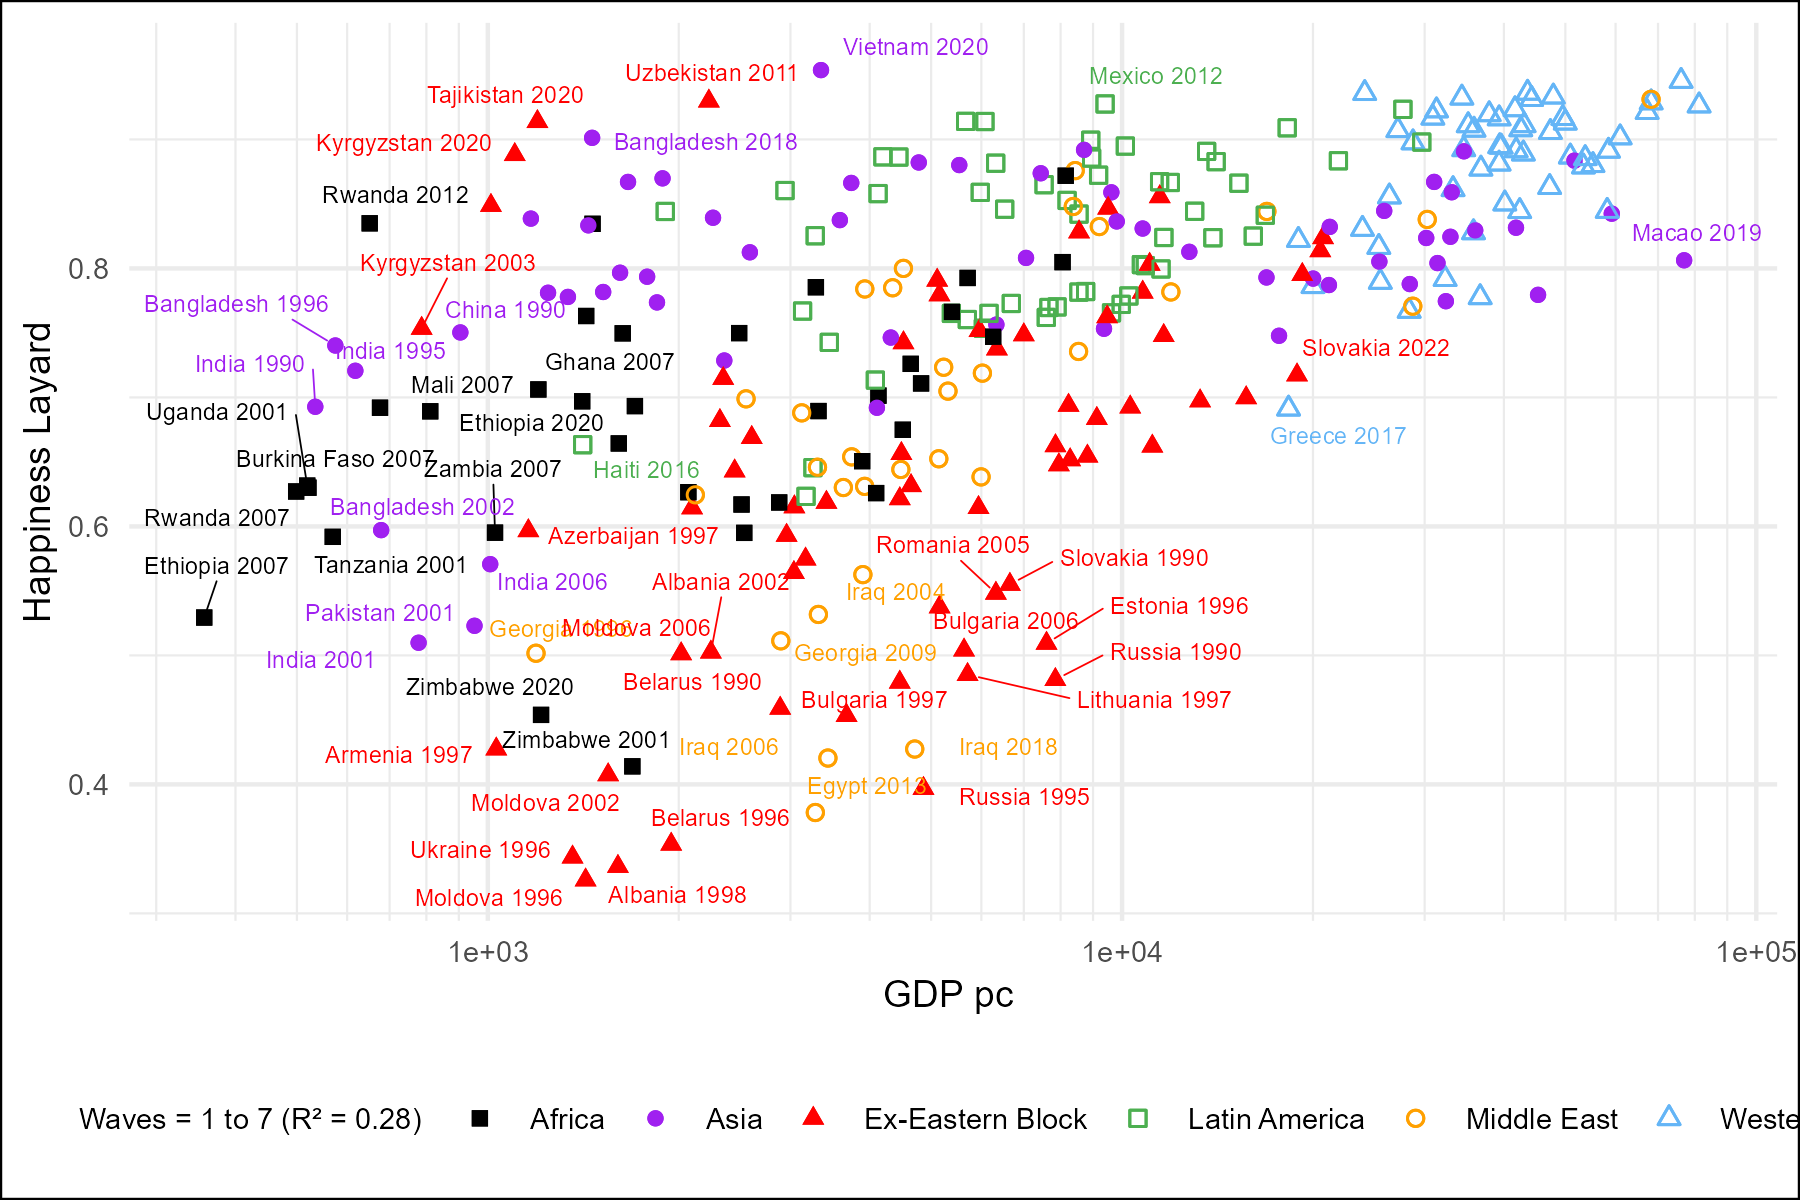 Vietnam 2020
Uzbekistan 2011
Mexico 2012
Tajikistan 2020
Kyrgyzstan 2020
Bangladesh 2018
Rwanda 2012
Macao 2019
Kyrgyzstan 2003
Bangladesh 1996
China 1990
India 1995
Slovakia 2022
India 1990
Ghana 2007
Mali 2007
Uganda 2001
Ethiopia 2020
Greece 2017
Burkina Faso 2007
Zambia 2007
Haiti 2016
Bangladesh 2002
Rwanda 2007
Azerbaijan 1997
Romania 2005
Slovakia 1990
Ethiopia 2007
Tanzania 2001
India 2006
Albania 2002
Iraq 2004
Estonia 1996
Pakistan 2001
Georgia 1996
Moldova 2006
Bulgaria 2006
India 2001
Georgia 2009
Russia 1990
Zimbabwe 2020
Belarus 1990
Bulgaria 1997
Lithuania 1997
Armenia 1997
Zimbabwe 2001
Iraq 2006
Iraq 2018
Egypt 2013
Russia 1995
Moldova 2002
Belarus 1996
Ukraine 1996
Moldova 1996
Albania 1998
0.8
0.6
0.4
Happiness Layard
1e+03 1e+04 1e+05
GDP pc
Waves = 1 to 7 (R² = 0.28) Africa Asia Ex-Eastern Block Latin America Middle East Weste